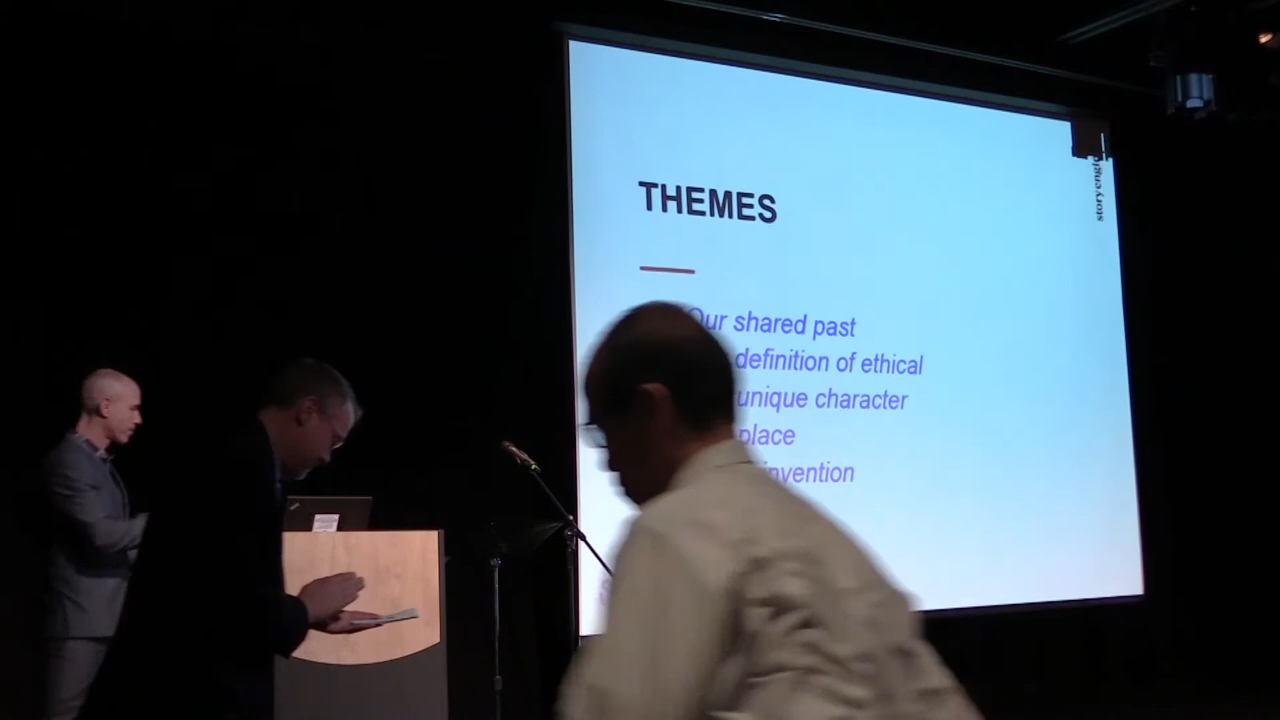 THEMES
Our shared past
definition of ethical
unique character
place
invention